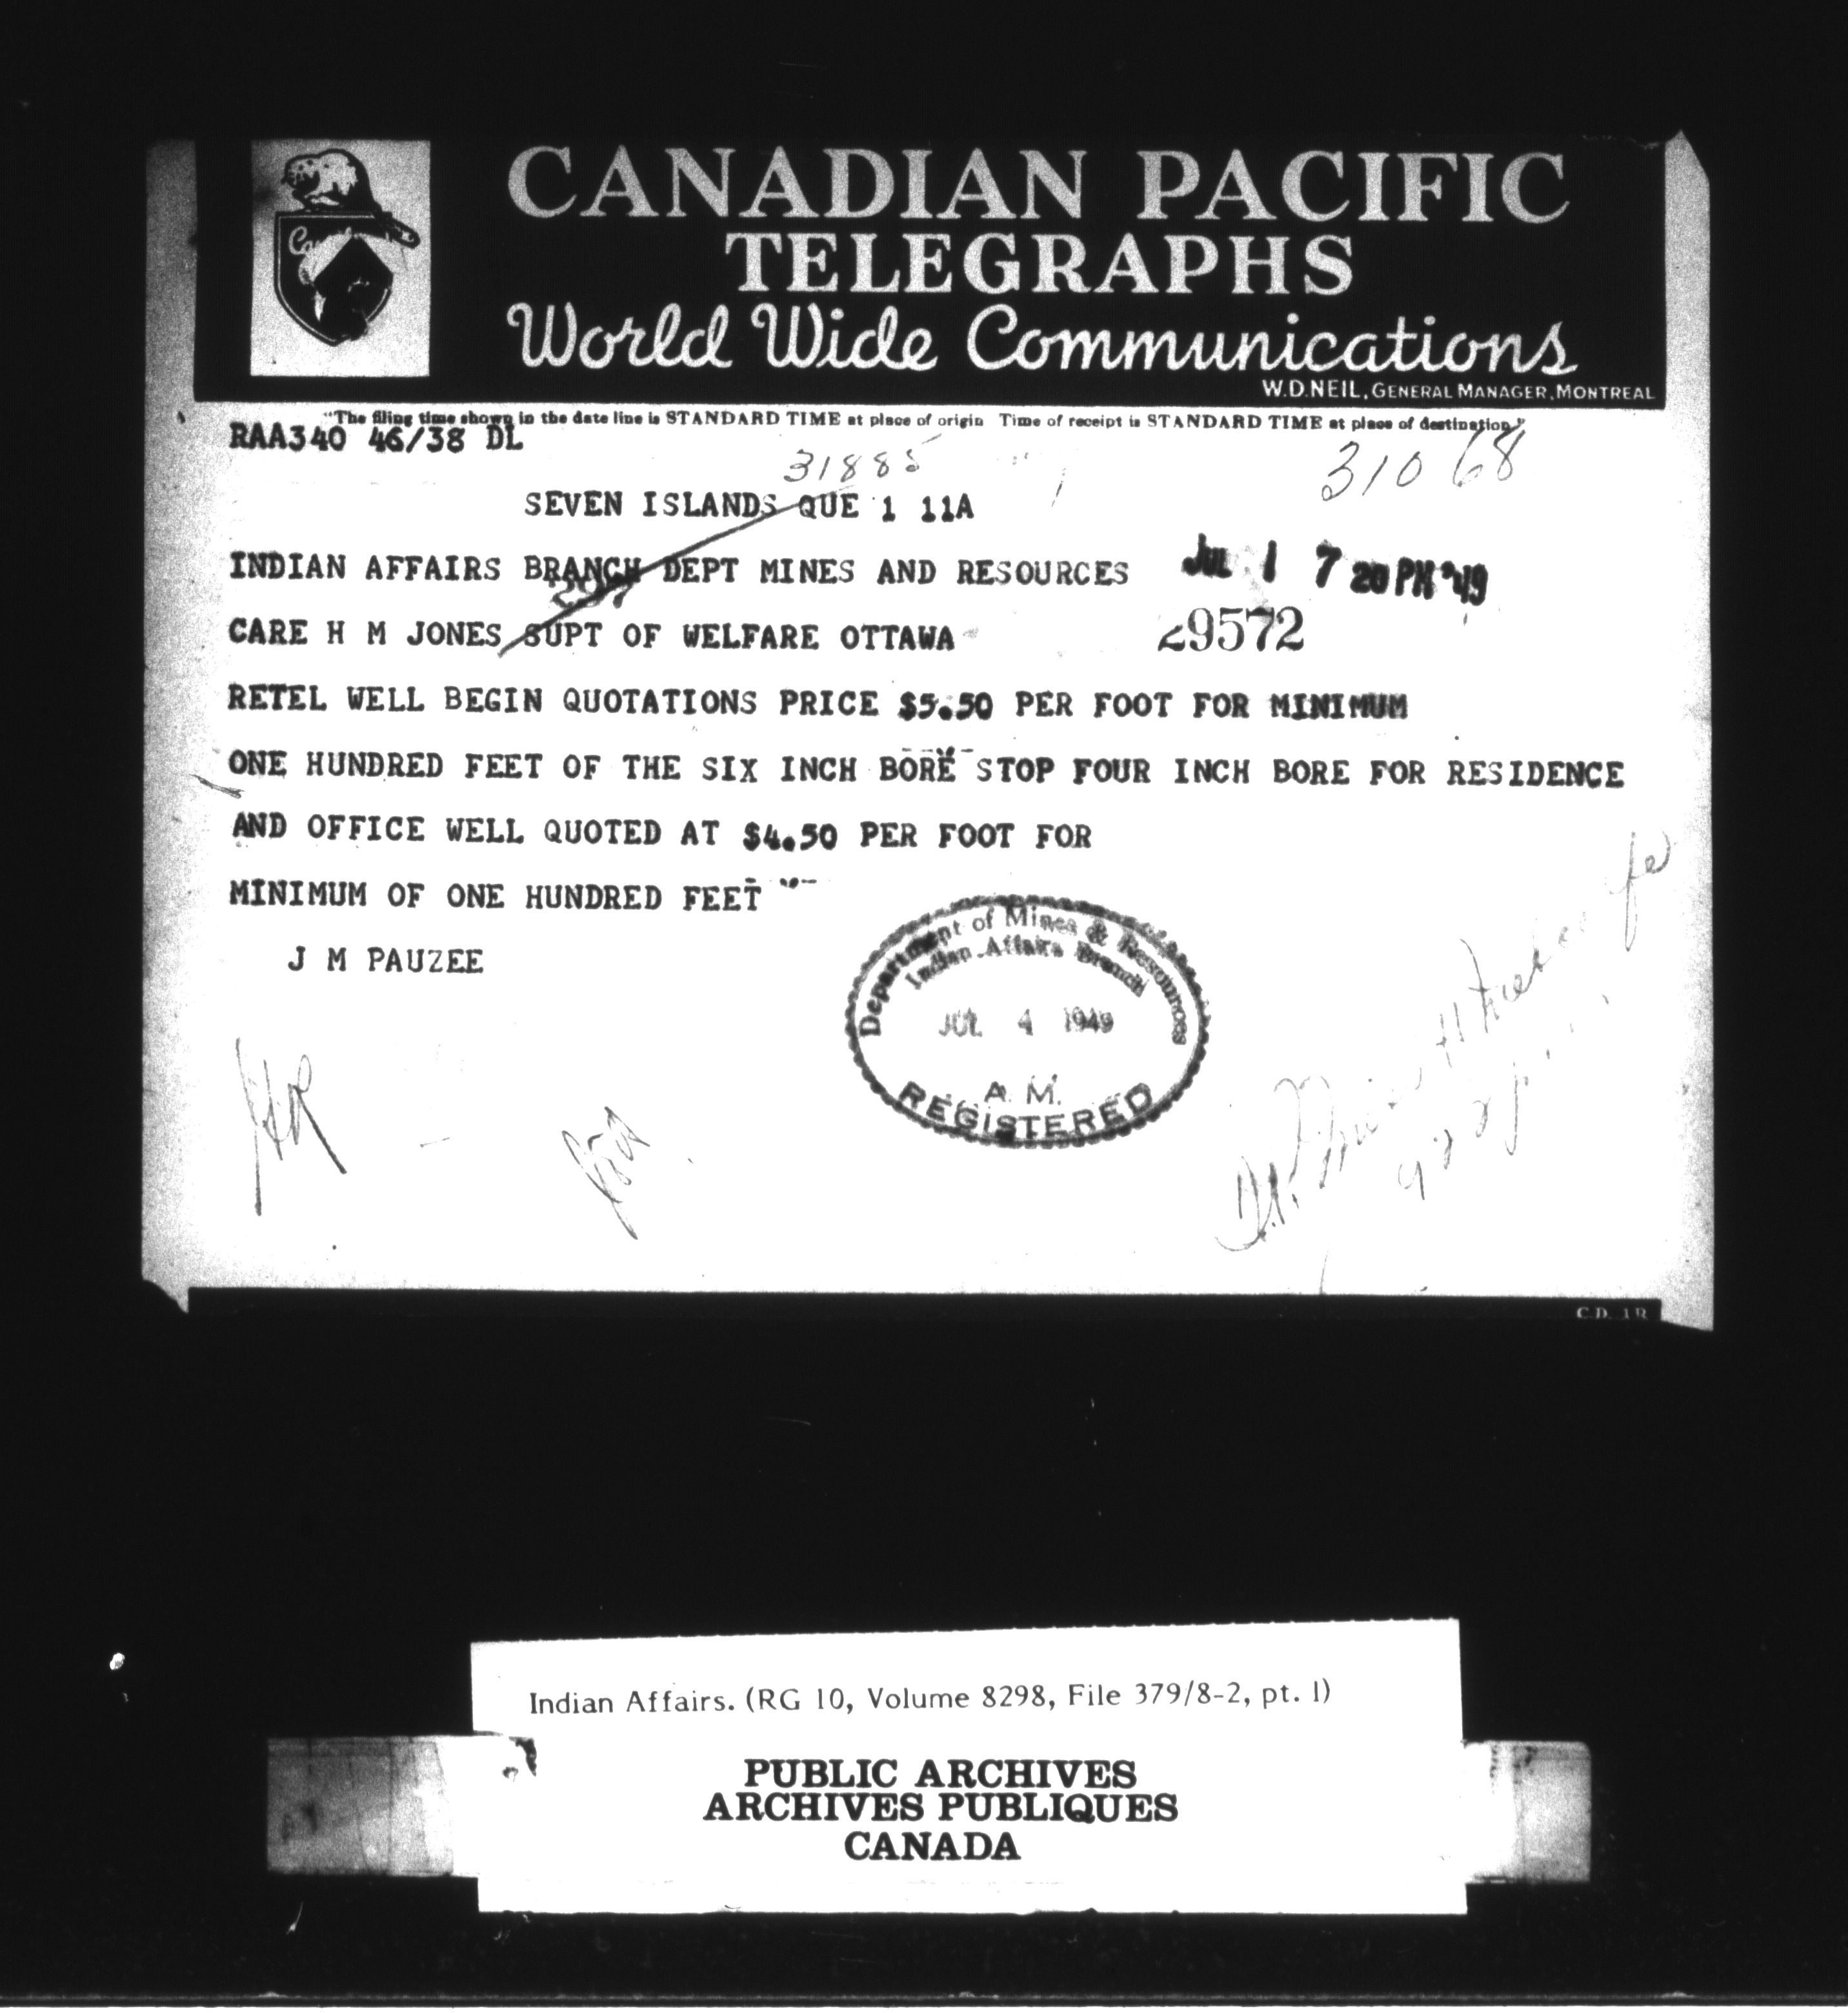 CANADIAN PACIFIC
TELEGRAPHS
World Wide Communications
W.D.NEIL, GENERAL MANAGER, MONTREAL
"The filing time shown in the date line is STANDARD TIME at place of origin Time of receipt is STANDARD TIME at place of destination"
RAA340 46/38 DL
31885
31068
SEVEN ISLANDS QUE 1 11A
INDIAN AFFAIRS BRANCH DEPT MINES AND RESOURCES
JUL 1 7 20 PM '49
CARE H M JONES SUPT OF WELFARE OTTAWA
29572
RETEL WELL BEGIN QUOTATIONS PRICE $5.50 PER FOOT FOR MINIMUM
ONE HUNDRED FEET OF THE SIX INCH BORE STOP FOUR INCH BORE FOR RESIDENCE
AND OFFICE WELL QUOTED AT $4.50 PER FOOT FOR
MINIMUM OF ONE HUNDRED FEET
J M PAUZEE
Department of Mines & Resources
Indian Affairs Branch
JUL 4 1949
A. M.
REGISTERED
C.D. 1R
Indian Affairs. (RG 10, Volume 8298, File 379/8-2, pt. 1)
PUBLIC ARCHIVES
ARCHIVES PUBLIQUES
CANADA